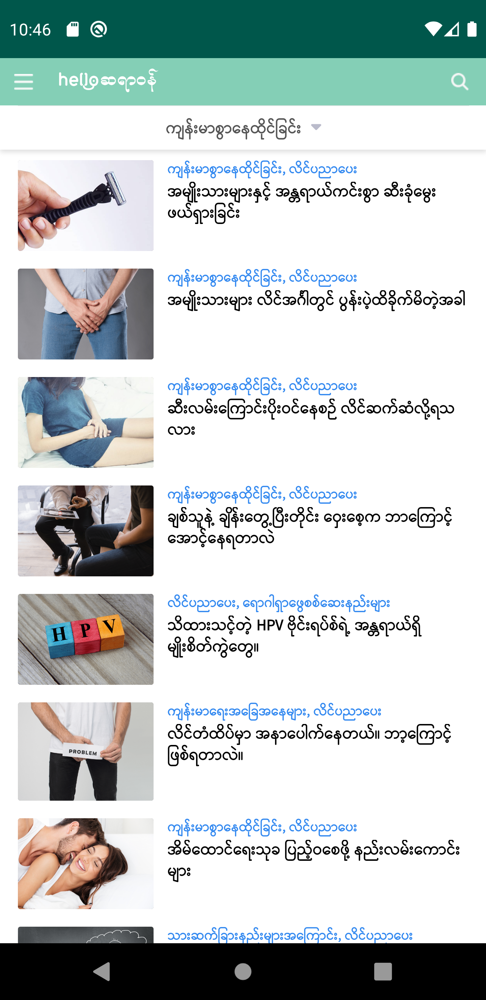 10:46
helloဆရာဝန်
ကျန်းမာစွာနေထိုင်ခြင်း
ကျန်းမာစွာနေထိုင်ခြင်း, လိင်ပညာပေး
အမျိုးသားများနှင့် အန္တရာယ်ကင်းစွာ ဆီးခုံမွေး
ဖယ်ရှားခြင်း
ကျန်းမာစွာနေထိုင်ခြင်း, လိင်ပညာပေး
အမျိုးသားများ လိင်အင်္ဂါတွင် ပွန်းပဲ့ထိခိုက်မိတဲ့အခါ
ကျန်းမာစွာနေထိုင်ခြင်း, လိင်ပညာပေး
ဆီးလမ်းကြောင်းပိုးဝင်နေစဉ် လိင်ဆက်ဆံလို့ရသ
လား
ကျန်းမာစွာနေထိုင်ခြင်း, လိင်ပညာပေး
ချစ်သူနဲ့ ချိန်းတွေ့ပြီးတိုင်း ဝှေးစေ့က ဘာကြောင့်
အောင့်နေရတာလဲ
HPV
လိင်ပညာပေး, ရောဂါရှာဖွေစစ်ဆေးနည်းများ
သိထားသင့်တဲ့ HPV ဗိုင်းရပ်စ်ရဲ့ အန္တရာယ်ရှိ
မျိုးစိတ်ကွဲတွေ။
PROBLEM
ကျန်းမာရေးအခြေအနေများ, လိင်ပညာပေး
လိင်တံထိပ်မှာ အနာပေါက်နေတယ်။ ဘာ့ကြောင့်
ဖြစ်ရတာလဲ။
ကျန်းမာစွာနေထိုင်ခြင်း, လိင်ပညာပေး
အိမ်ထောင်ရေးသုခ ပြည့်ဝစေဖို့ နည်းလမ်းကောင်း
များ
သားဆက်ခြားနည်းများအကြောင်း, လိင်ပညာပေး